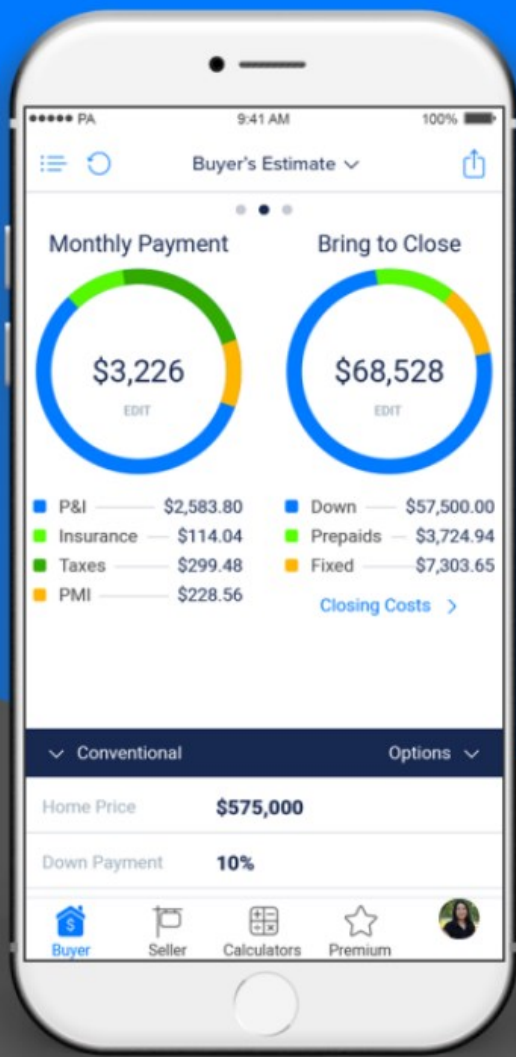 PA 9:41 AM 100%
Buyer's Estimate
Monthly Payment Bring to Close
$3,226 $68,528
EDIT EDIT
P&I $2,583.80 Down $57,500.00
Insurance $114.04 Prepaids $3,724.94
Taxes $299.48 Fixed $7,303.65
PMI $228.56
Closing Costs
Conventional Options
Home Price $575,000
Down Payment 10%
$
Buyer Seller Calculators Premium